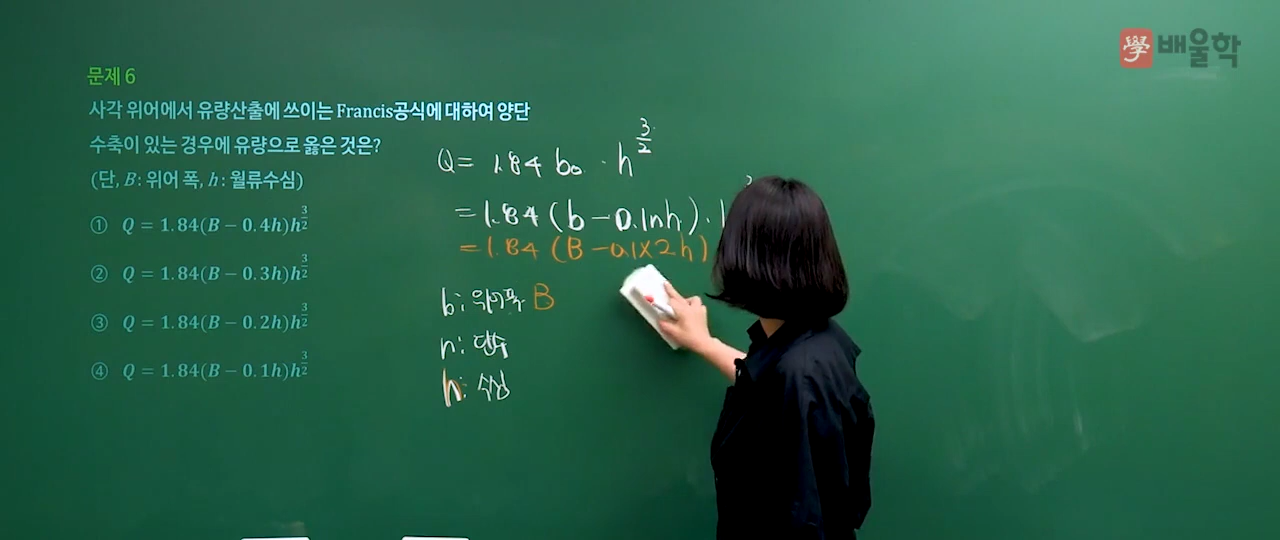 學 배울학
문제 6
사각 위어에서 유량산출에 쓰이는 Francis공식에 대하여 양단
수축이 있는 경우에 유량으로 옳은 것은?
(단, B: 위어 폭, h: 월류수심)
① Q = 1.84(B − 0.4h)h^{3/2}
② Q = 1.84(B − 0.3h)h^{3/2}
③ Q = 1.84(B − 0.2h)h^{3/2}
④ Q = 1.84(B − 0.1h)h^{3/2}
Q = 1.84 b₀ · h^{3/2}
= 1.84 (b − 0.1nh) ·
= 1.84 (B − 0.1×2h)
b: 위어폭 B
n: 단수
h: 수심